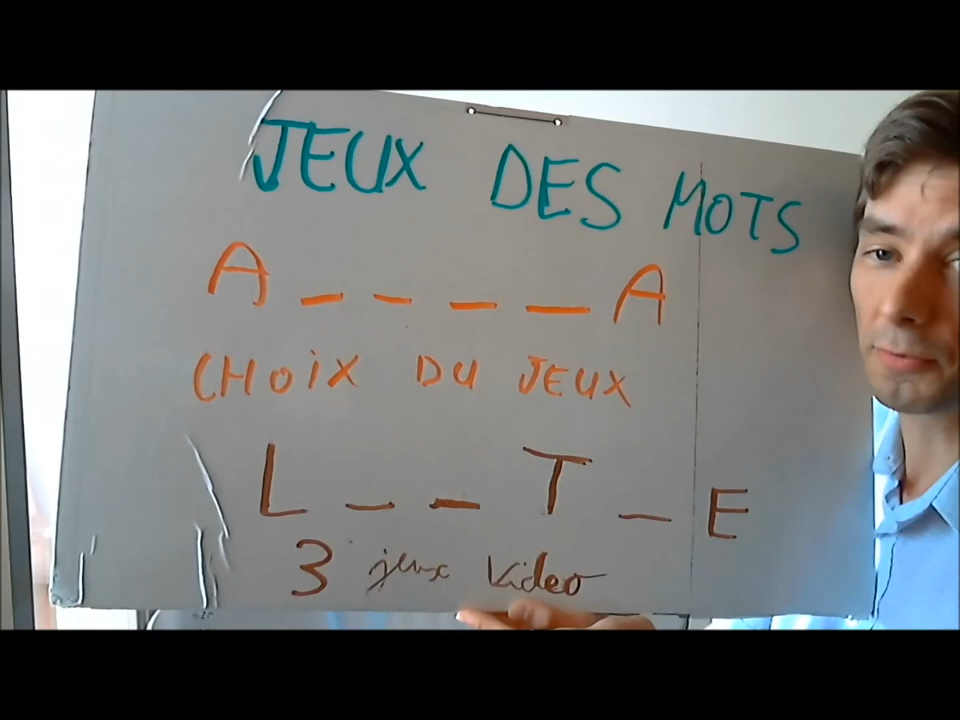 JEUX DES MOTS
A _ _ _ _ A
CHOiX DU JEUX
L _ _ T _ E
3 jeux Video